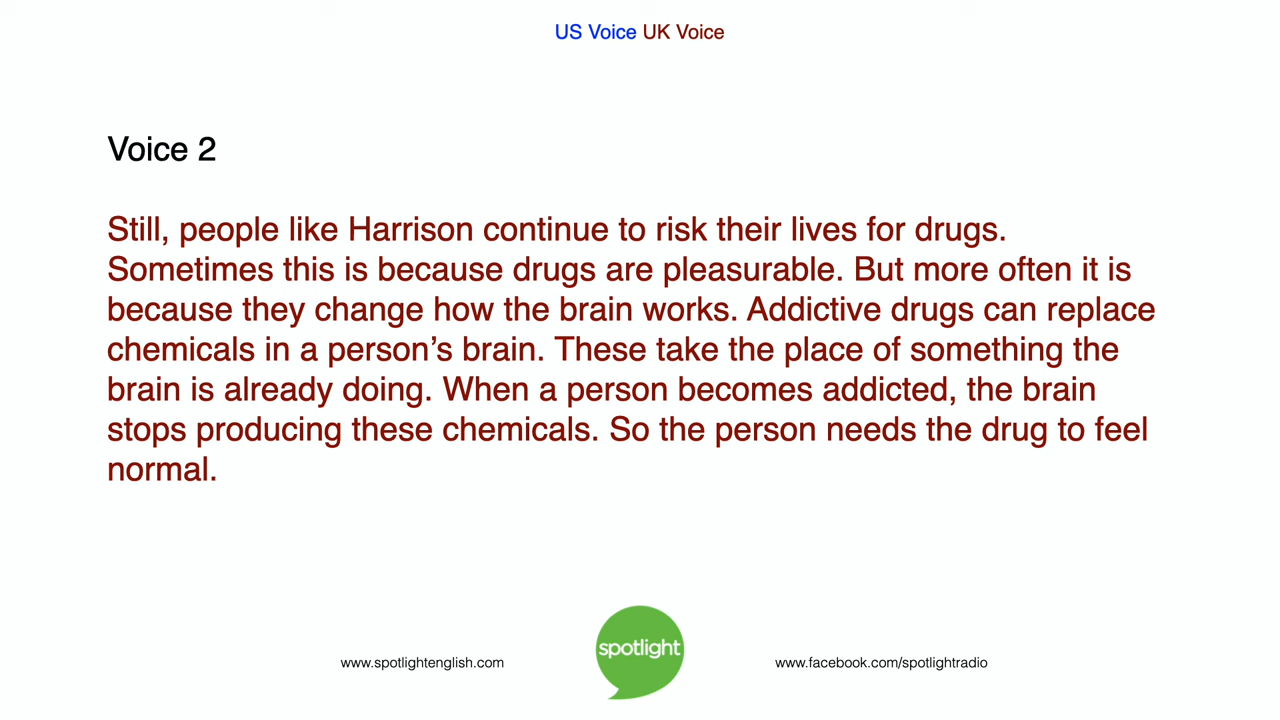 US Voice UK Voice
Voice 2
Still, people like Harrison continue to risk their lives for drugs.
Sometimes this is because drugs are pleasurable. But more often it is
because they change how the brain works. Addictive drugs can replace
chemicals in a person’s brain. These take the place of something the
brain is already doing. When a person becomes addicted, the brain
stops producing these chemicals. So the person needs the drug to feel
normal.
www.spotlightenglish.com
spotlight
www.facebook.com/spotlightradio